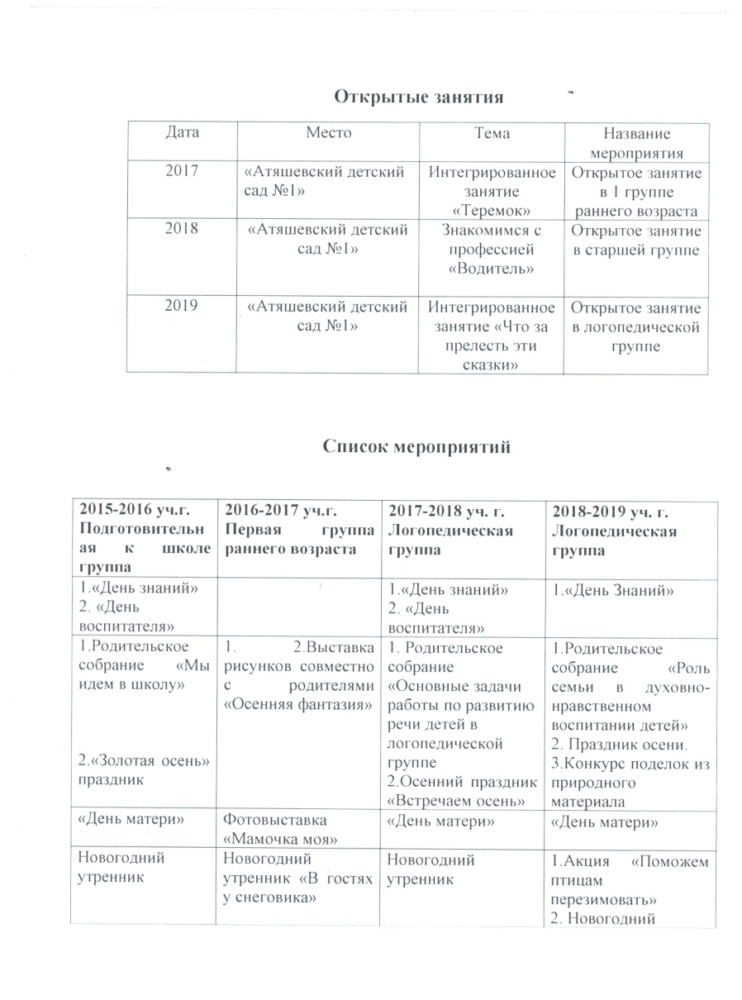 Открытые занятия
Дата
Место
Тема
Название
мероприятия
2017
«Атяшевский детский
сад №1»
Интегрированное
занятие
«Теремок»
Открытое занятие
в 1 группе
раннего возраста
2018
«Атяшевский детский
сад №1»
Знакомимся с
профессией
«Водитель»
Открытое занятие
в старшей группе
2019
«Атяшевский детский
сад №1»
Интегрированное
занятие «Что за
прелесть эти
сказки»
Открытое занятие
в логопедической
группе
Список мероприятий
2015-2016 уч.г.
Подготовительн
ая к школе
группа
2016-2017 уч.г.
Первая группа
раннего возраста
2017-2018 уч. г.
Логопедическая
группа
2018-2019 уч. г.
Логопедическая
группа
1.«День знаний»
2. «День
воспитателя»
1.«День знаний»
2. «День
воспитателя»
1.«День Знаний»
1.Родительское
собрание «Мы
идем в школу»
2.«Золотая осень»
праздник
1. 2.Выставка
рисунков совместно
с родителями
«Осенняя фантазия»
1. Родительское
собрание
«Основные задачи
работы по развитию
речи детей в
логопедической
группе
2.Осенний праздник
«Встречаем осень»
1.Родительское
собрание «Роль
семьи в духовно-
нравственном
воспитании детей»
2. Праздник осени.
3.Конкурс поделок из
природного
материала
«День матери»
Фотовыставка
«Мамочка моя»
«День матери»
«День матери»
Новогодний
утренник
Новогодний
утренник «В гостях
у снеговика»
Новогодний
утренник
1.Акция «Поможем
птицам
перезимовать»
2. Новогодний